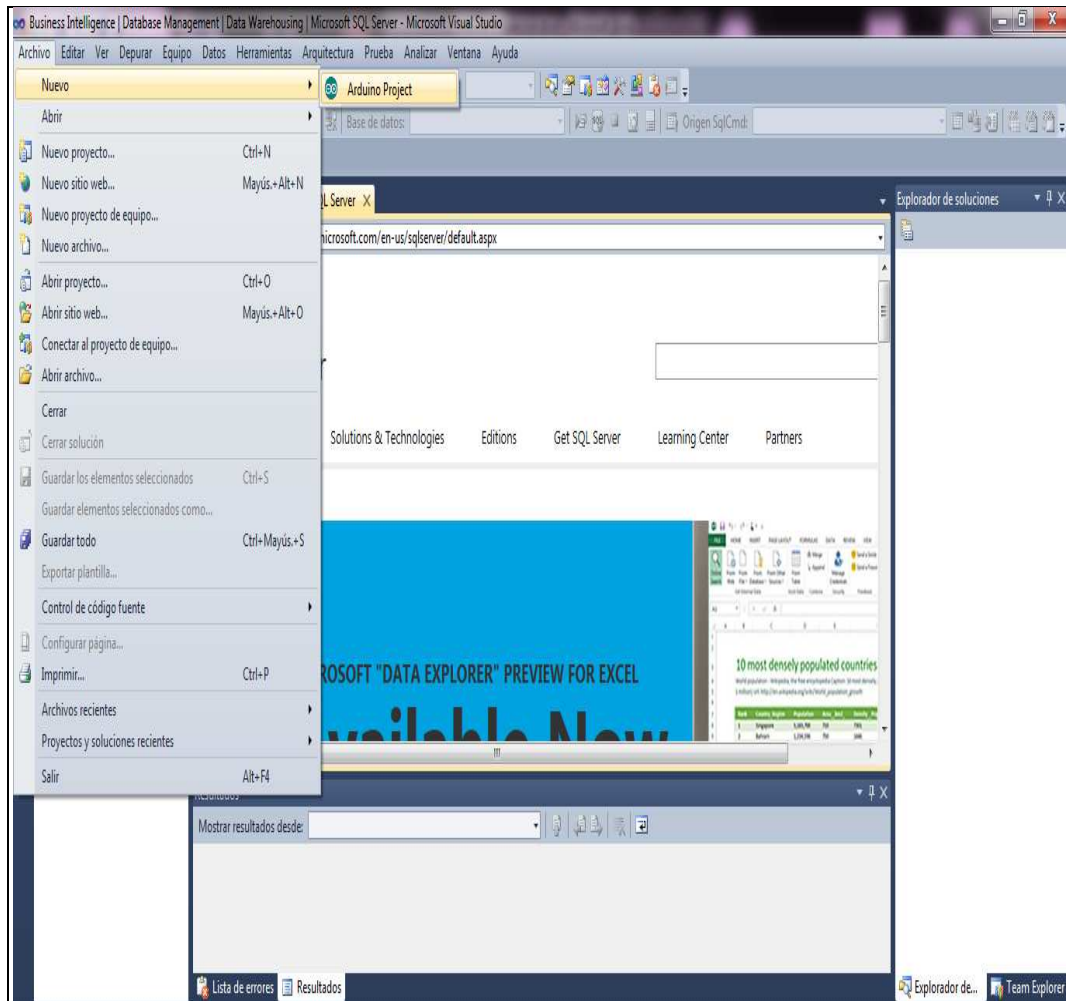 Business Intelligence | Database Management | Data Warehousing | Microsoft SQL Server - Microsoft Visual Studio
Archivo Editar Ver Depurar Equipo Datos Herramientas Arquitectura Prueba Analizar Ventana Ayuda
Nuevo
Arduino Project
Abrir
Base de datos:
Origen SqlCmd:
Nuevo proyecto... Ctrl+N
Nuevo sitio web... Mayús.+Alt+N
Nuevo proyecto de equipo...
Nuevo archivo...
Abrir proyecto... Ctrl+O
Abrir sitio web... Mayús.+Alt+O
Conectar al proyecto de equipo...
Abrir archivo...
Cerrar
Cerrar solución
Guardar los elementos seleccionados Ctrl+S
Guardar elementos seleccionados como...
Guardar todo Ctrl+Mayús.+S
Exportar plantilla...
Control de código fuente
Configurar página...
Imprimir... Ctrl+P
Archivos recientes
Proyectos y soluciones recientes
Salir Alt+F4
QL Server X
microsoft.com/en-us/sqlserver/default.aspx
r
Solutions & Technologies Editions Get SQL Server Learning Center Partners
ROSOFT "DATA EXPLORER" PREVIEW FOR EXCEL
vailable Now
10 most densely populated countries
Explorador de soluciones
Resultados
Mostrar resultados desde:
Lista de errores Resultados
Explorador de... Team Explorer